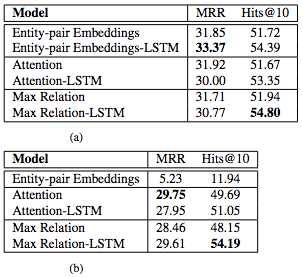 Model MRR Hits@10
Entity-pair Embeddings 31.85 51.72
Entity-pair Embeddings-LSTM 33.37 54.39
Attention 31.92 51.67
Attention-LSTM 30.00 53.35
Max Relation 31.71 51.94
Max Relation-LSTM 30.77 54.80
(a)
Model MRR Hits@10
Entity-pair Embeddings 5.23 11.94
Attention 29.75 49.69
Attention-LSTM 27.95 51.05
Max Relation 28.46 48.15
Max Relation-LSTM 29.61 54.19
(b)